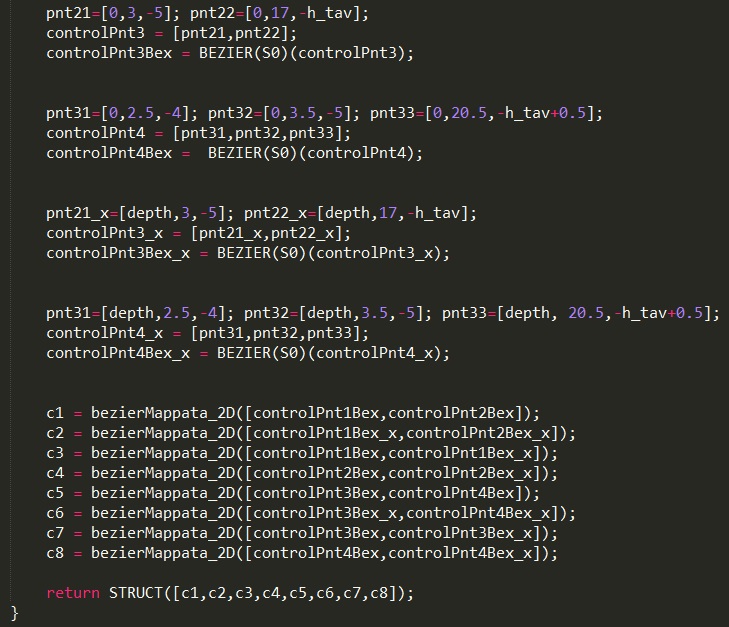 pnt21=[0,3,-5]; pnt22=[0,17,-h_tav];
controlPnt3 = [pnt21,pnt22];
controlPnt3Bex = BEZIER(S0)(controlPnt3);
pnt31=[0,2.5,-4]; pnt32=[0,3.5,-5]; pnt33=[0,20.5,-h_tav+0.5];
controlPnt4 = [pnt31,pnt32,pnt33];
controlPnt4Bex =  BEZIER(S0)(controlPnt4);
pnt21_x=[depth,3,-5]; pnt22_x=[depth,17,-h_tav];
controlPnt3_x = [pnt21_x,pnt22_x];
controlPnt3Bex_x = BEZIER(S0)(controlPnt3_x);
pnt31=[depth,2.5,-4]; pnt32=[depth,3.5,-5]; pnt33=[depth, 20.5,-h_tav+0.5];
controlPnt4_x = [pnt31,pnt32,pnt33];
controlPnt4Bex_x = BEZIER(S0)(controlPnt4_x);
c1 = bezierMappata_2D([controlPnt1Bex,controlPnt2Bex]);
c2 = bezierMappata_2D([controlPnt1Bex_x,controlPnt2Bex_x]);
c3 = bezierMappata_2D([controlPnt1Bex,controlPnt1Bex_x]);
c4 = bezierMappata_2D([controlPnt2Bex,controlPnt2Bex_x]);
c5 = bezierMappata_2D([controlPnt3Bex,controlPnt4Bex]);
c6 = bezierMappata_2D([controlPnt3Bex_x,controlPnt4Bex_x]);
c7 = bezierMappata_2D([controlPnt3Bex,controlPnt3Bex_x]);
c8 = bezierMappata_2D([controlPnt4Bex,controlPnt4Bex_x]);
return STRUCT([c1,c2,c3,c4,c5,c6,c7,c8]);
}